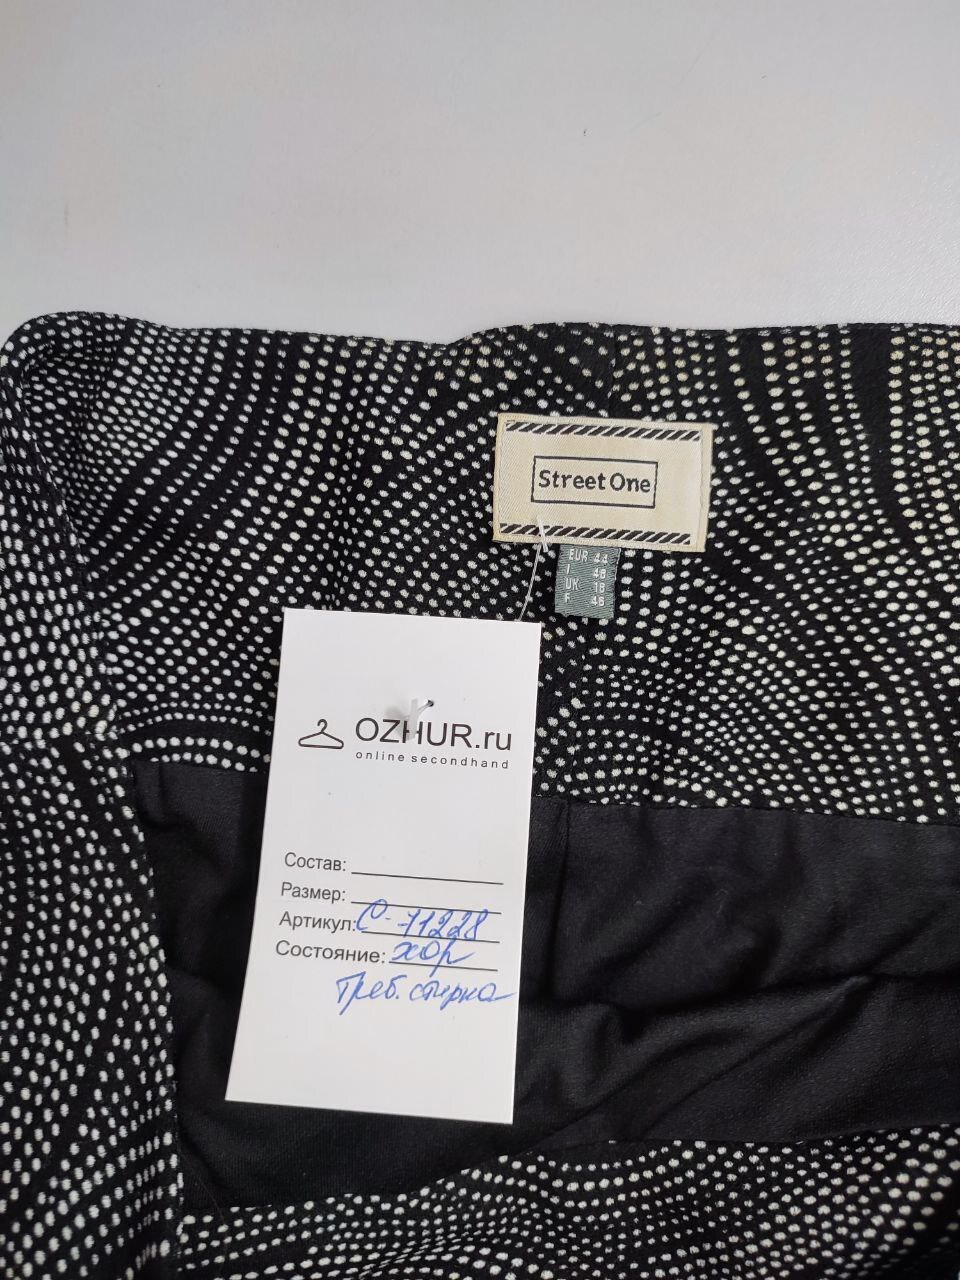 Street One
EUR 44
I 48
UK 18
F 46
OZHUR.ru
online secondhand
Состав:
Размер:
Артикул: С-71228
Состояние: хор
Треб. стирка